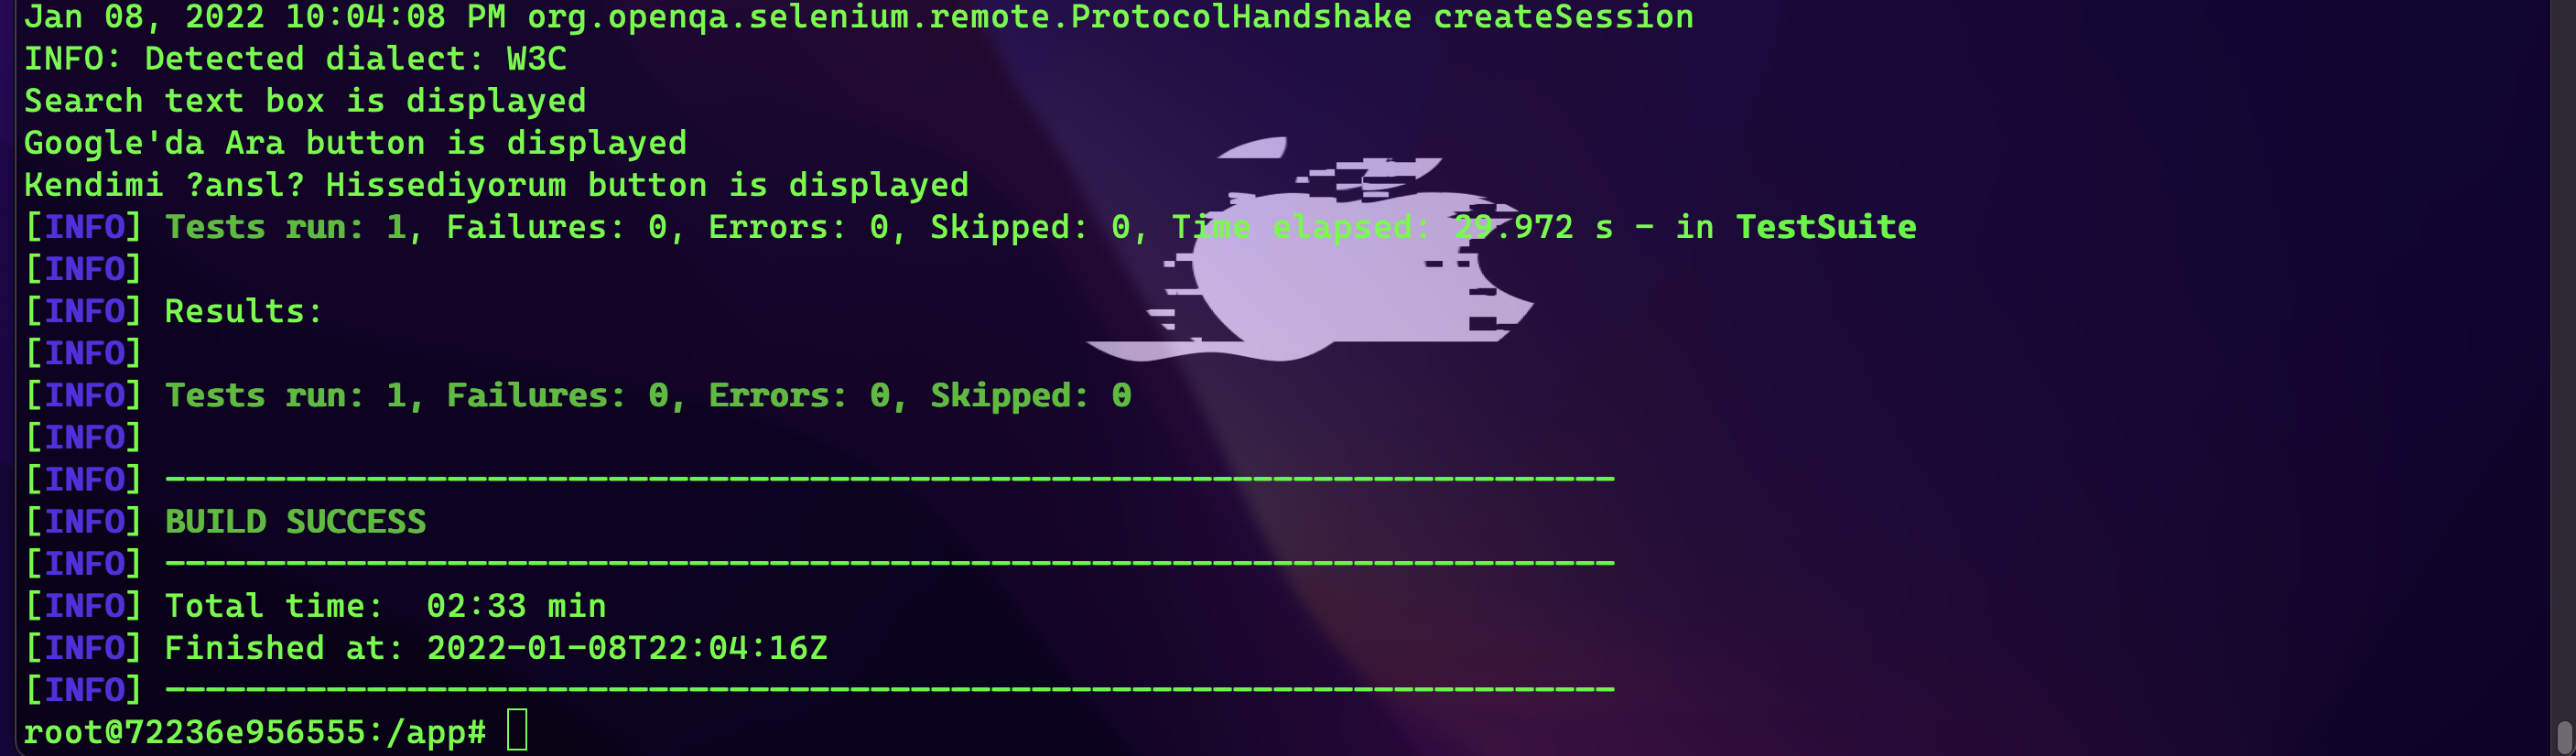 Jan 08, 2022 10:04:08 PM org.openqa.selenium.remote.ProtocolHandshake createSession
INFO: Detected dialect: W3C
Search text box is displayed
Google'da Ara button is displayed
Kendimi ?ansl? Hissediyorum button is displayed
[INFO] Tests run: 1, Failures: 0, Errors: 0, Skipped: 0, Time elapsed: 29.972 s - in TestSuite
[INFO]
[INFO] Results:
[INFO]
[INFO] Tests run: 1, Failures: 0, Errors: 0, Skipped: 0
[INFO]
[INFO] ------------------------------------------------------------------------
[INFO] BUILD SUCCESS
[INFO] ------------------------------------------------------------------------
[INFO] Total time:  02:33 min
[INFO] Finished at: 2022-01-08T22:04:16Z
[INFO] ------------------------------------------------------------------------
root@72236e956555:/app#